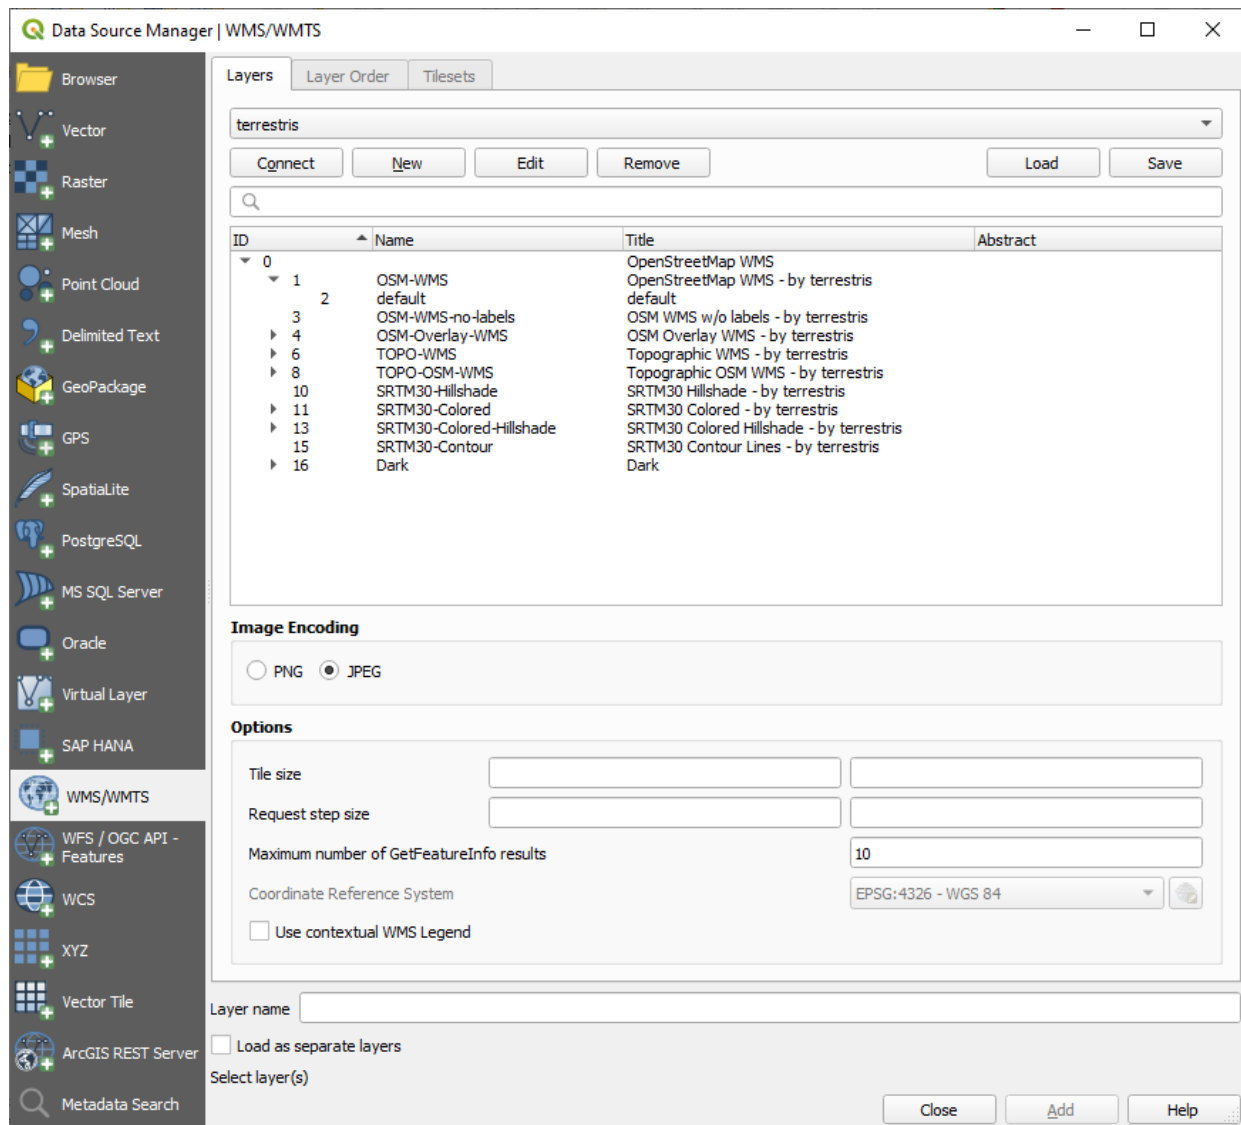 Data Source Manager | WMS/WMTS
Browser
Vector
Raster
Mesh
Point Cloud
Delimited Text
GeoPackage
GPS
SpatiaLite
PostgreSQL
MS SQL Server
Oracle
Virtual Layer
SAP HANA
WMS/WMTS
WFS / OGC API -
Features
WCS
XYZ
Vector Tile
ArcGIS REST Server
Metadata Search
Layers Layer Order Tilesets
terrestris
Connect New Edit Remove Load Save
ID Name Title Abstract
0 OpenStreetMap WMS
1 OSM-WMS OpenStreetMap WMS - by terrestris
2 default default
3 OSM-WMS-no-labels OSM WMS w/o labels - by terrestris
4 OSM-Overlay-WMS OSM Overlay WMS - by terrestris
6 TOPO-WMS Topographic WMS - by terrestris
8 TOPO-OSM-WMS Topographic OSM WMS - by terrestris
10 SRTM30-Hillshade SRTM30 Hillshade - by terrestris
11 SRTM30-Colored SRTM30 Colored - by terrestris
13 SRTM30-Colored-Hillshade SRTM30 Colored Hillshade - by terrestris
15 SRTM30-Contour SRTM30 Contour Lines - by terrestris
16 Dark Dark
Image Encoding
PNG JPEG
Options
Tile size
Request step size
Maximum number of GetFeatureInfo results 10
Coordinate Reference System EPSG:4326 - WGS 84
Use contextual WMS Legend
Layer name
Load as separate layers
Select layer(s)
Close Add Help